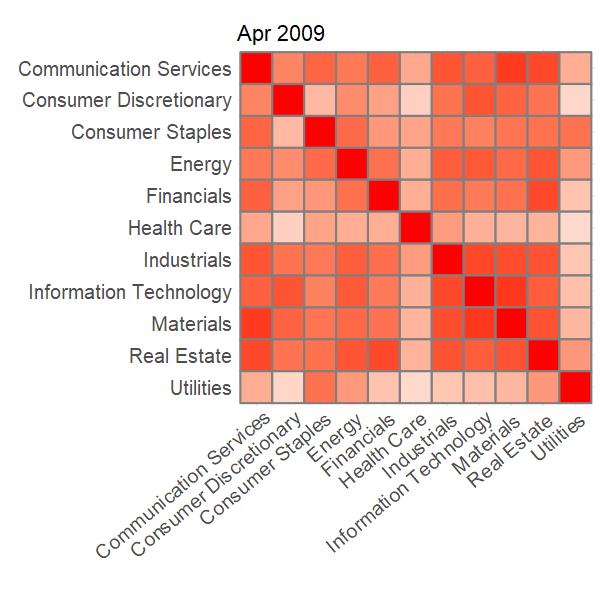 Apr 2009
Communication Services
Consumer Discretionary
Consumer Staples
Energy
Financials
Health Care
Industrials
Information Technology
Materials
Real Estate
Utilities
Communication Services
Consumer Discretionary
Consumer Staples
Energy
Financials
Health Care
Industrials
Information Technology
Materials
Real Estate
Utilities